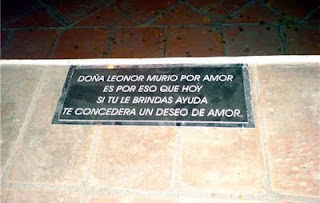 DOÑA LEONOR MURIO POR AMOR
ES POR ESO QUE HOY
SI TU LE BRINDAS AYUDA
TE CONCEDERA UN DESEO DE AMOR.